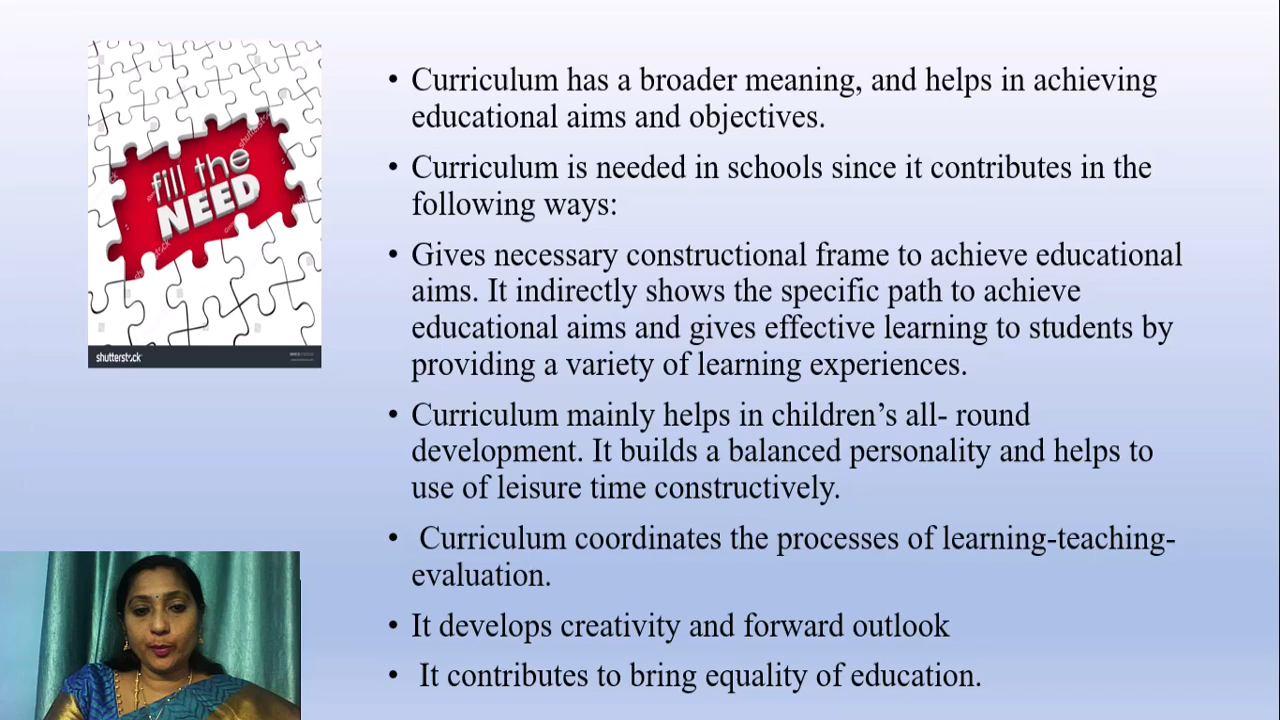 fill the
NEED
shutterstock
• Curriculum has a broader meaning, and helps in achieving
educational aims and objectives.
• Curriculum is needed in schools since it contributes in the
following ways:
• Gives necessary constructional frame to achieve educational
aims. It indirectly shows the specific path to achieve
educational aims and gives effective learning to students by
providing a variety of learning experiences.
• Curriculum mainly helps in children’s all- round
development. It builds a balanced personality and helps to
use of leisure time constructively.
• Curriculum coordinates the processes of learning-teaching-
evaluation.
• It develops creativity and forward outlook
• It contributes to bring equality of education.